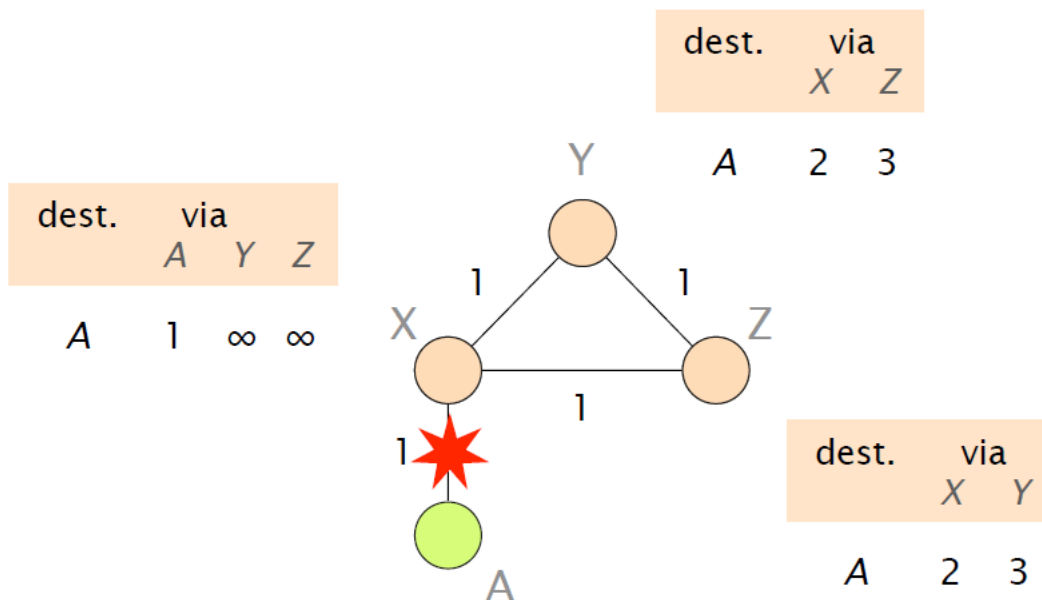 dest. via
X Z
A 2 3
Y
dest. via
A Y Z
A 1 ∞ ∞
1 1
X Z
1
1
dest. via
X Y
A 2 3
A